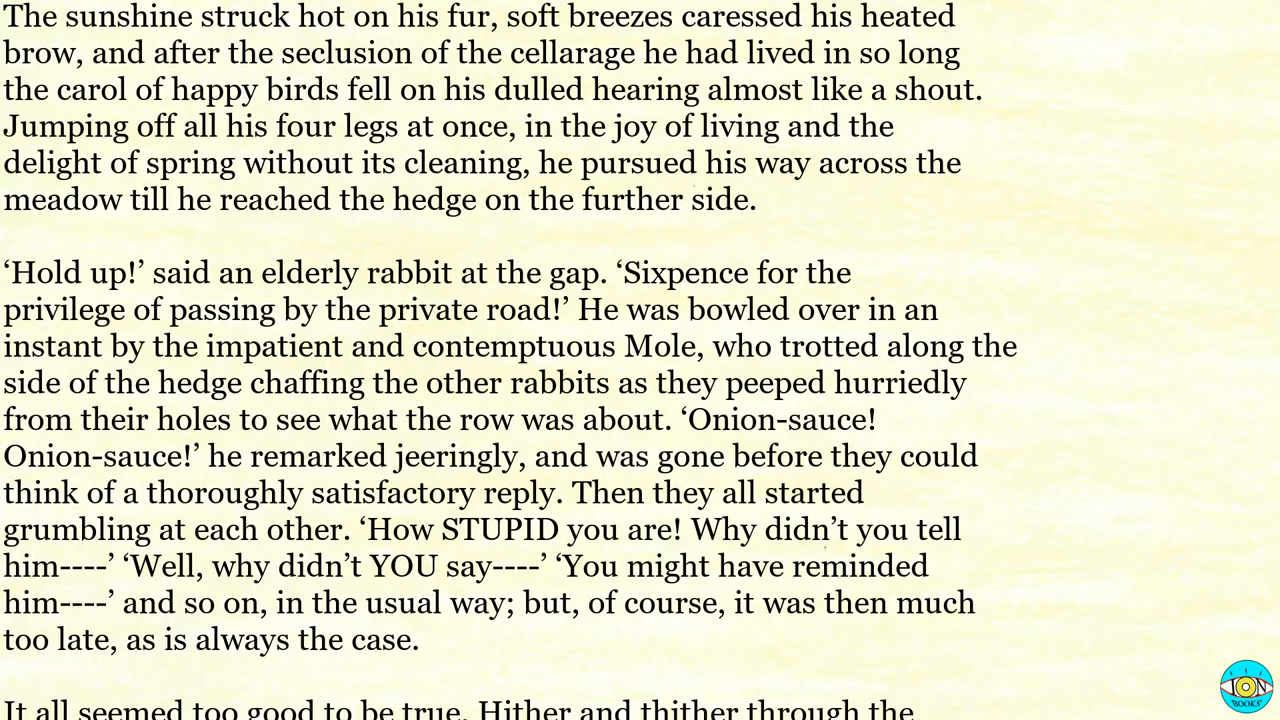 The sunshine struck hot on his fur, soft breezes caressed his heated
brow, and after the seclusion of the cellarage he had lived in so long
the carol of happy birds fell on his dulled hearing almost like a shout.
Jumping off all his four legs at once, in the joy of living and the
delight of spring without its cleaning, he pursued his way across the
meadow till he reached the hedge on the further side.
‘Hold up!’ said an elderly rabbit at the gap. ‘Sixpence for the
privilege of passing by the private road!’ He was bowled over in an
instant by the impatient and contemptuous Mole, who trotted along the
side of the hedge chaffing the other rabbits as they peeped hurriedly
from their holes to see what the row was about. ‘Onion-sauce!
Onion-sauce!’ he remarked jeeringly, and was gone before they could
think of a thoroughly satisfactory reply. Then they all started
grumbling at each other. ‘How STUPID you are! Why didn’t you tell
him----’ ‘Well, why didn’t YOU say----’ ‘You might have reminded
him----’ and so on, in the usual way; but, of course, it was then much
too late, as is always the case.
It all seemed too good to be true. Hither and thither through the
ION
BOOKS